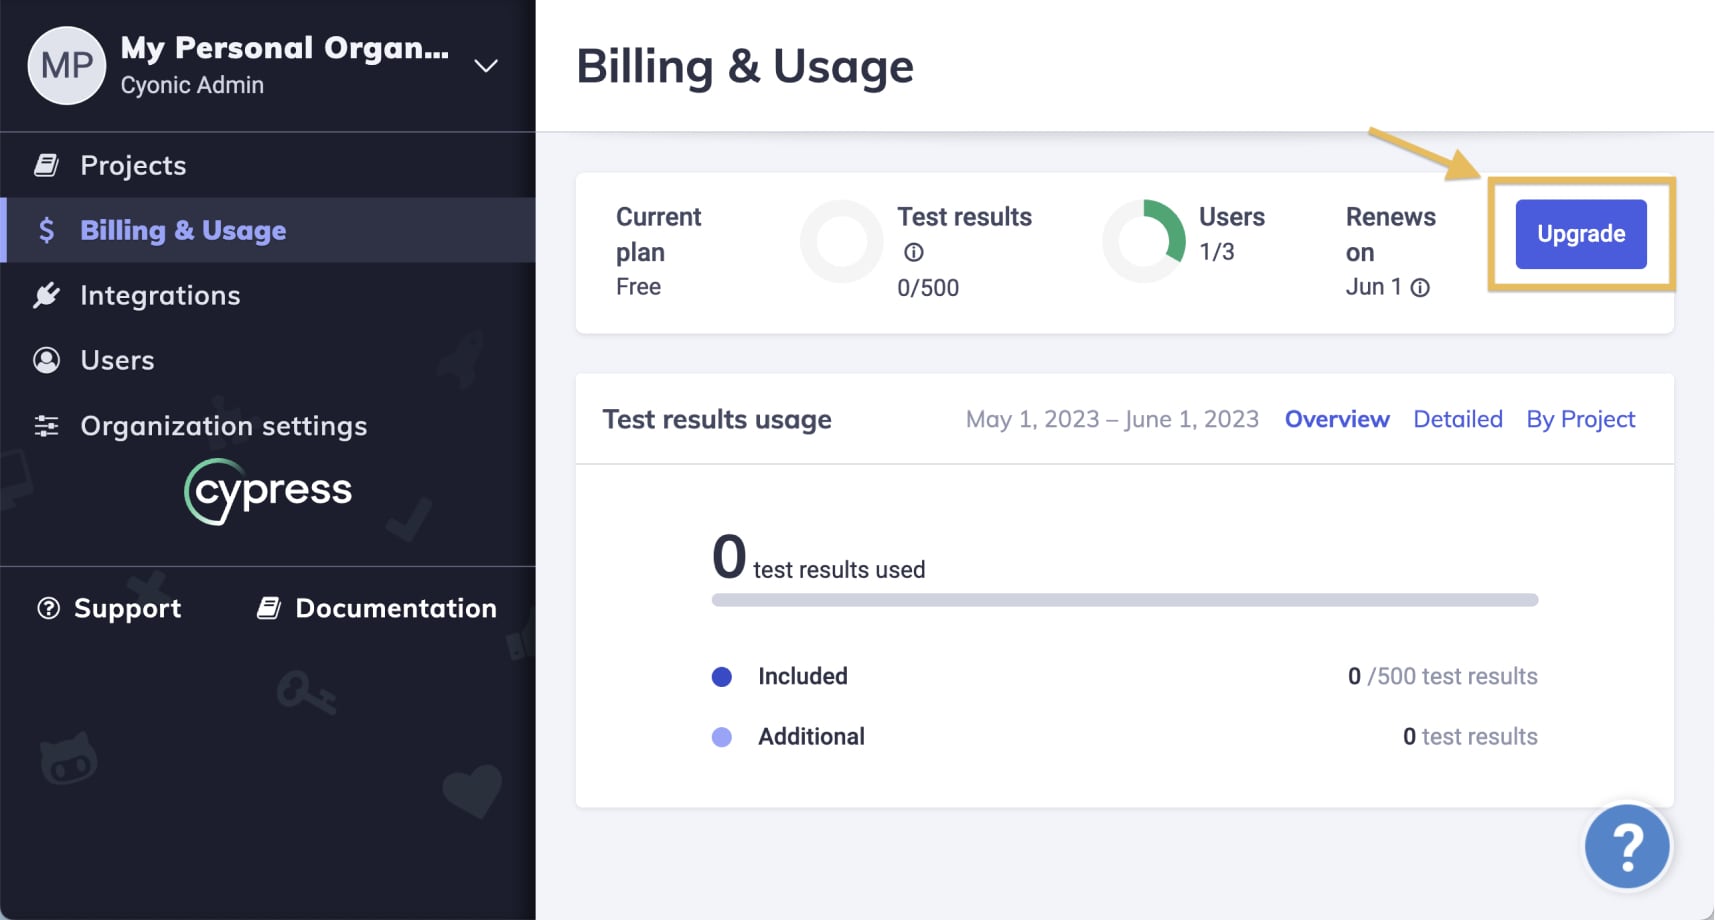 MP
My Personal Organ...
Cyonic Admin
Projects
$ Billing & Usage
Integrations
Users
Organization settings
cypress
? Support
Documentation
Billing & Usage
Current
plan
Free
Test results
0/500
Users
1/3
Renews
on
Jun 1
Upgrade
Test results usage
May 1, 2023 – June 1, 2023
Overview
Detailed
By Project
0 test results used
Included
0 /500 test results
Additional
0 test results
?